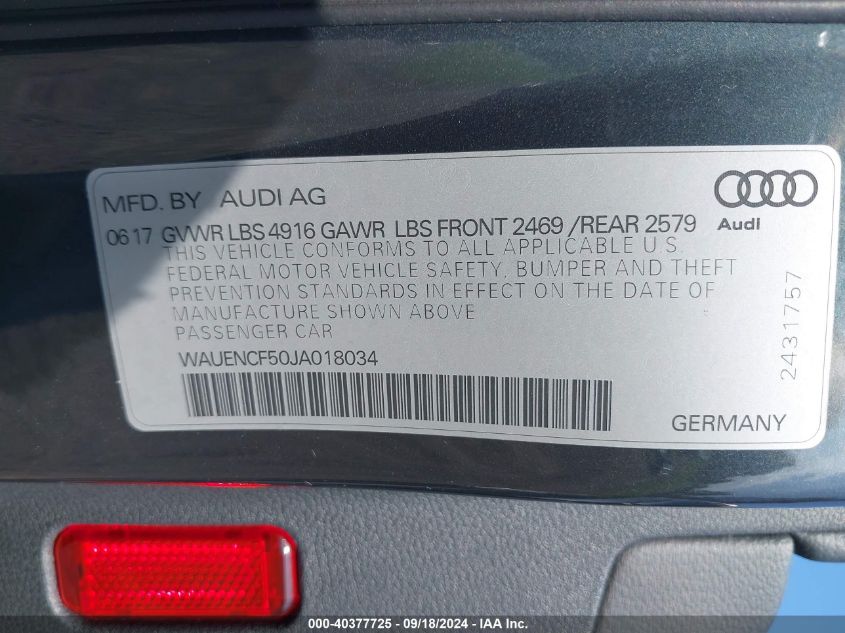 MFD. BY AUDI AG
06 17 GVWR LBS 4916 GAWR LBS FRONT 2469 /REAR 2579
THIS VEHICLE CONFORMS TO ALL APPLICABLE U.S.
FEDERAL MOTOR VEHICLE SAFETY, BUMPER AND THEFT
PREVENTION STANDARDS IN EFFECT ON THE DATE OF
MANUFACTURE SHOWN ABOVE
PASSENGER CAR
WAUENCF50JA018034
Audi
2431757
GERMANY
000-40377725 - 09/18/2024 - IAA Inc.